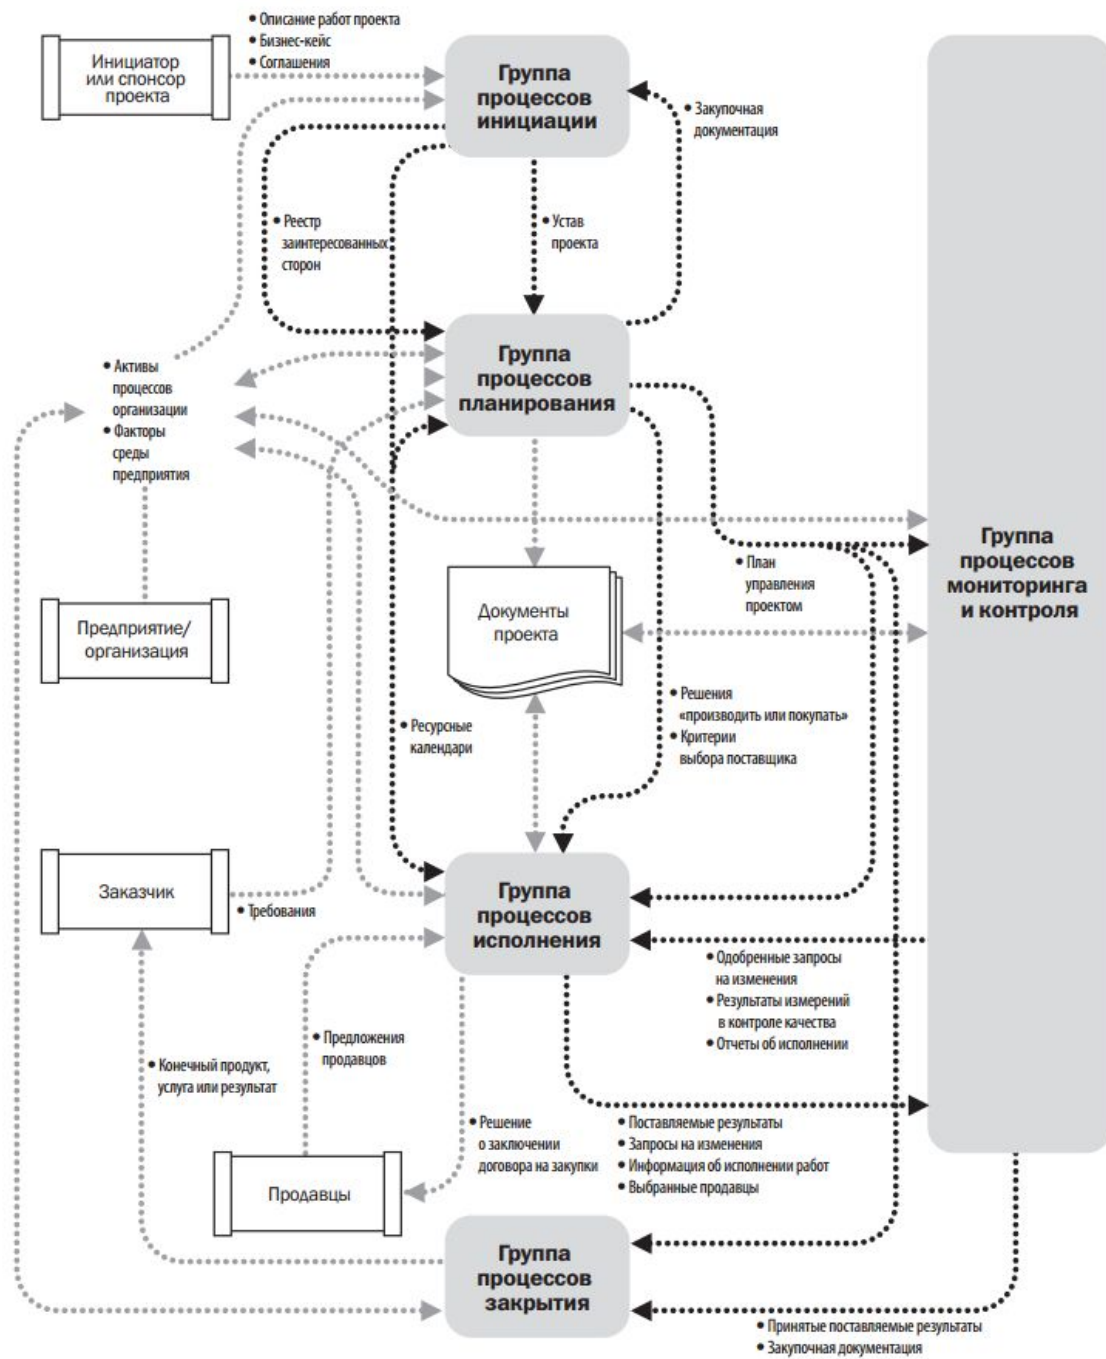 • Описание работ проекта
• Бизнес-кейс
• Соглашения
Инициатор
или спонсор
проекта
Группа
процессов
инициации
• Закупочная
документация
• Реестр
заинтересованных
сторон
• Устав
проекта
Группа
процессов
планирования
• Активы
процессов
организации
• Факторы
среды
предприятия
Группа
процессов
мониторинга
и контроля
• План
управления
проектом
Предприятие/
организация
Документы
проекта
• Решения
«производить или покупать»
• Критерии
выбора поставщика
• Ресурсные
календари
Заказчик
• Требования
Группа
процессов
исполнения
• Одобренные запросы
на изменения
• Результаты измерений
в контроле качества
• Отчеты об исполнении
• Предложения
продавцов
• Конечный продукт,
услуга или результат
• Решение
о заключении
договора на закупки
• Поставляемые результаты
• Запросы на изменения
• Информация об исполнении работ
• Выбранные продавцы
Продавцы
Группа
процессов
закрытия
• Принятые поставляемые результаты
• Закупочная документация